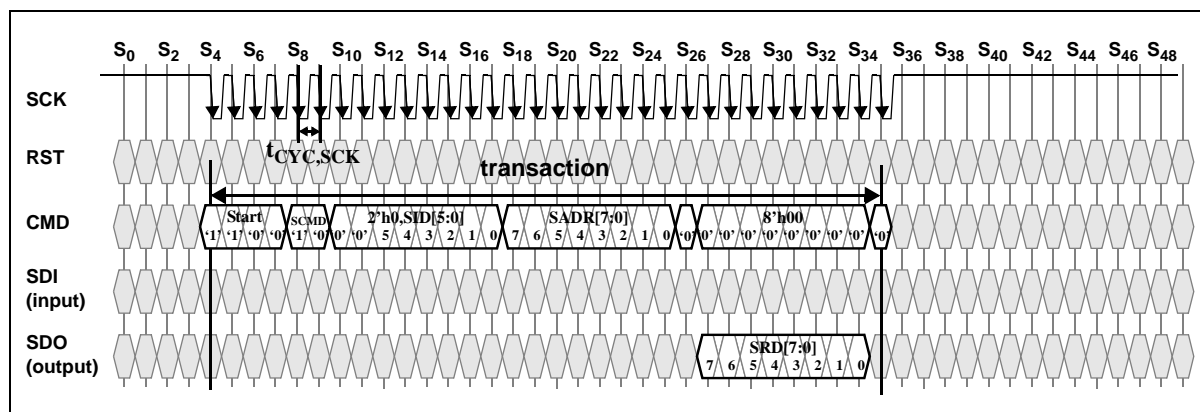 S0 S2 S4 S6 S8 S10 S12 S14 S16 S18 S20 S22 S24 S26 S28 S30 S32 S34 S36 S38 S40 S42 S44 S46 S48
SCK
RST
tCYC,SCK
transaction
CMD
Start SCMD 2’h0,SID[5:0] SADR[7:0] 8’h00
‘1’ ‘1’ ‘0’ ‘0’ ‘1’ ‘0’ ‘0’ ‘0’ 5 4 3 2 1 0 7 6 5 4 3 2 1 0 ‘0’ ‘0’ ‘0’ ‘0’ ‘0’ ‘0’ ‘0’ ‘0’ ‘0’ ‘0’
SDI
(input)
SDO
(output)
SRD[7:0]
7 6 5 4 3 2 1 0